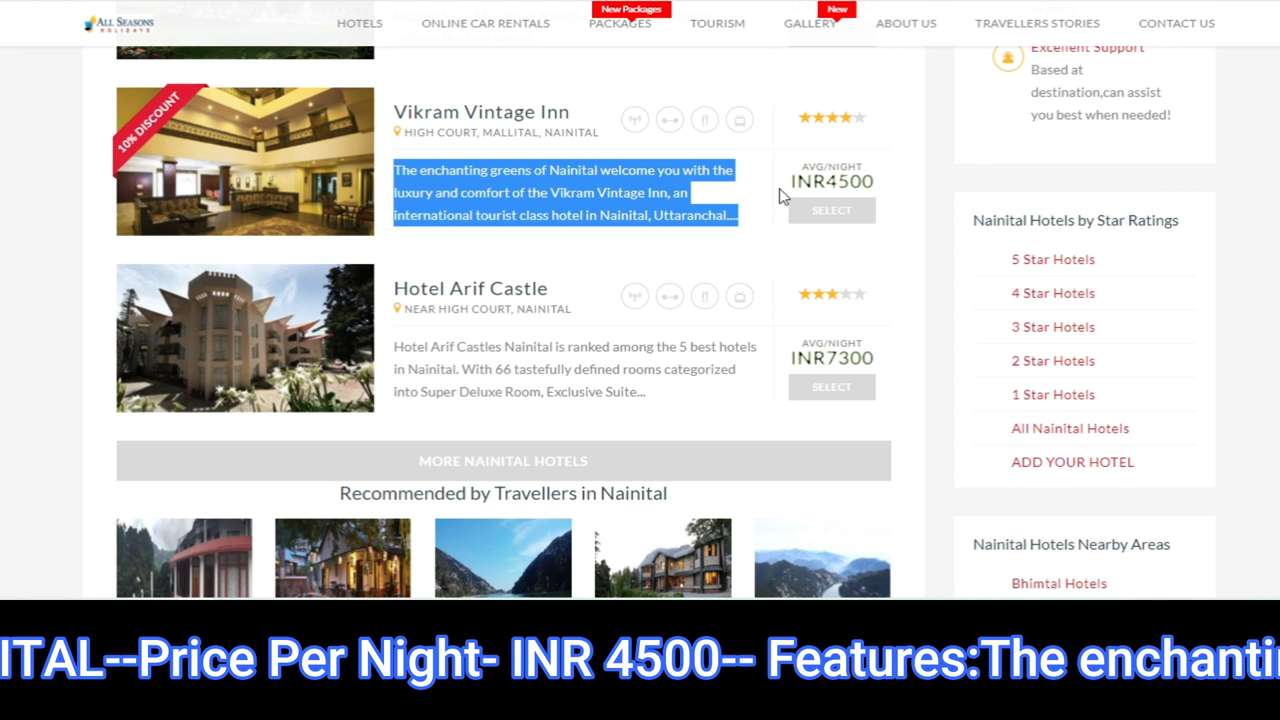 ALL SEASONS
HOLIDAYS
HOTELS
ONLINE CAR RENTALS
New Packages
PACKAGES
TOURISM
New
GALLERY
ABOUT US
TRAVELLERS STORIES
CONTACT US
10% DISCOUNT
Vikram Vintage Inn
HIGH COURT, MALLITAL, NAINITAL
The enchanting greens of Nainital welcome you with the
luxury and comfort of the Vikram Vintage Inn, an
international tourist class hotel in Nainital, Uttaranchal....
AVG/NIGHT
INR4500
SELECT
Hotel Arif Castle
NEAR HIGH COURT, NAINITAL
Hotel Arif Castles Nainital is ranked among the 5 best hotels
in Nainital. With 66 tastefully defined rooms categorized
into Super Deluxe Room, Exclusive Suite...
AVG/NIGHT
INR7300
SELECT
MORE NAINITAL HOTELS
Recommended by Travellers in Nainital
Excellent Support
Based at
destination,can assist
you best when needed!
Nainital Hotels by Star Ratings
5 Star Hotels
4 Star Hotels
3 Star Hotels
2 Star Hotels
1 Star Hotels
All Nainital Hotels
ADD YOUR HOTEL
Nainital Hotels Nearby Areas
Bhimtal Hotels
ITAL--Price Per Night- INR 4500-- Features:The enchanti